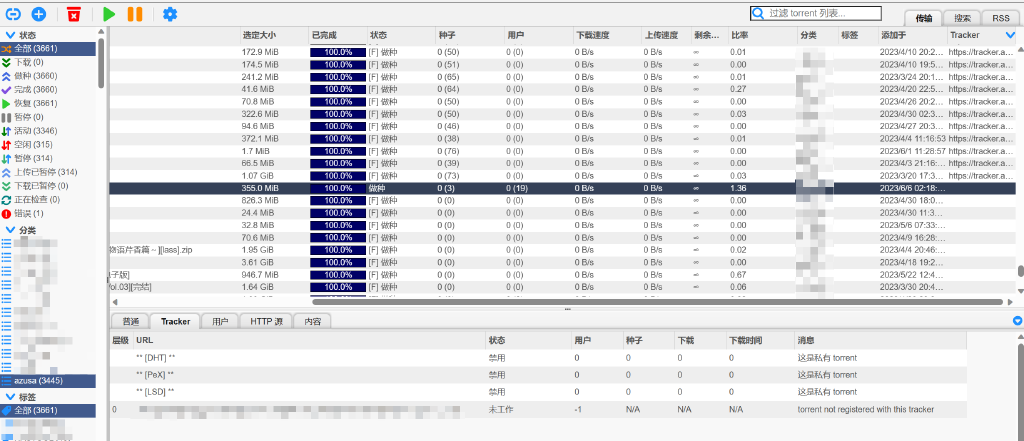 过滤 torrent 列表...
传输 搜索 RSS
状态
全部 (3661)
下载 (0)
做种 (3660)
完成 (3660)
恢复 (3661)
暂停 (0)
活动 (3346)
空闲 (315)
暂停 (314)
上传已暂停 (314)
下载已暂停 (0)
正在检查 (0)
错误 (1)
分类
azusa (3445)
标签
全部 (3661)
选定大小 已完成 状态 种子 用户 下载速度 上传速度 剩余... 比率 分类 标签 添加于 Tracker
172.9 MiB 100.0% [F] 做种 0 (50) 0 (0) 0 B/s 0 B/s ∞ 0.01 2023/4/10 20:2... https://tracker.a...
174.5 MiB 100.0% [F] 做种 0 (51) 0 (0) 0 B/s 0 B/s ∞ 0.00 2023/4/10 19:5... https://tracker.a...
241.2 MiB 100.0% [F] 做种 0 (65) 0 (0) 0 B/s 0 B/s ∞ 0.01 2023/3/24 20:1... https://tracker.a...
41.6 MiB 100.0% [F] 做种 0 (64) 0 (0) 0 B/s 0 B/s ∞ 0.27 2023/4/20 22:5... https://tracker.a...
70.8 MiB 100.0% [F] 做种 0 (50) 0 (0) 0 B/s 0 B/s ∞ 0.00 2023/4/26 20:2... https://tracker.a...
322.6 MiB 100.0% [F] 做种 0 (50) 0 (0) 0 B/s 0 B/s ∞ 0.03 2023/4/30 02:3... https://tracker.a...
94.6 MiB 100.0% [F] 做种 0 (46) 0 (0) 0 B/s 0 B/s ∞ 0.00 2023/4/27 20:3... https://tracker.a...
372.1 MiB 100.0% [F] 做种 0 (38) 0 (0) 0 B/s 0 B/s ∞ 0.01 2023/4/4 11:16:53 https://tracker.a...
1.7 MiB 100.0% [F] 做种 0 (76) 0 (0) 0 B/s 0 B/s ∞ 0.00 2023/6/1 11:28:57 https://tracker.a...
66.5 MiB 100.0% [F] 做种 0 (39) 0 (0) 0 B/s 0 B/s ∞ 0.00 2023/4/3 21:16:... https://tracker.a...
1.07 GiB 100.0% [F] 做种 0 (73) 0 (0) 0 B/s 0 B/s ∞ 0.03 2023/3/20 17:3... https://tracker.a...
355.0 MiB 100.0% 做种 0 (3) 0 (19) 0 B/s 0 B/s ∞ 1.36 2023/6/6 02:18:...
826.3 MiB 100.0% [F] 做种 0 (0) 0 (0) 0 B/s 0 B/s ∞ 0.00 2023/4/30 18:0...
24.4 MiB 100.0% [F] 做种 0 (0) 0 (0) 0 B/s 0 B/s ∞ 0.00 2023/4/30 11:3...
32.8 MiB 100.0% [F] 做种 0 (0) 0 (0) 0 B/s 0 B/s ∞ 0.00 2023/5/6 07:33:...
70.6 MiB 100.0% [F] 做种 0 (0) 0 (0) 0 B/s 0 B/s ∞ 0.00 2023/4/9 16:28:...
物语芹香篇～][lass].zip 1.95 GiB 100.0% [F] 做种 0 (0) 0 (0) 0 B/s 0 B/s ∞ 0.02 2023/4/4 20:46:...
3.61 GiB 100.0% [F] 做种 0 (0) 0 (0) 0 B/s 0 B/s ∞ 0.00 2023/4/18 19:2...
子版] 946.7 MiB 100.0% [F] 做种 0 (0) 0 (0) 0 B/s 0 B/s ∞ 0.67 2023/5/22 12:4...
ol.03][完结] 1.64 GiB 100.0% [F] 做种 0 (0) 0 (0) 0 B/s 0 B/s ∞ 0.06 2023/3/30 20:4...
普通 Tracker 用户 HTTP 源 内容
层级 URL 状态 用户 种子 下载 下载时间 消息
** [DHT] ** 禁用 0 0 0 0 这是私有 torrent
** [PeX] ** 禁用 0 0 0 0 这是私有 torrent
** [LSD] ** 禁用 0 0 0 0 这是私有 torrent
0 未工作 -1 N/A N/A N/A torrent not registered with this tracker